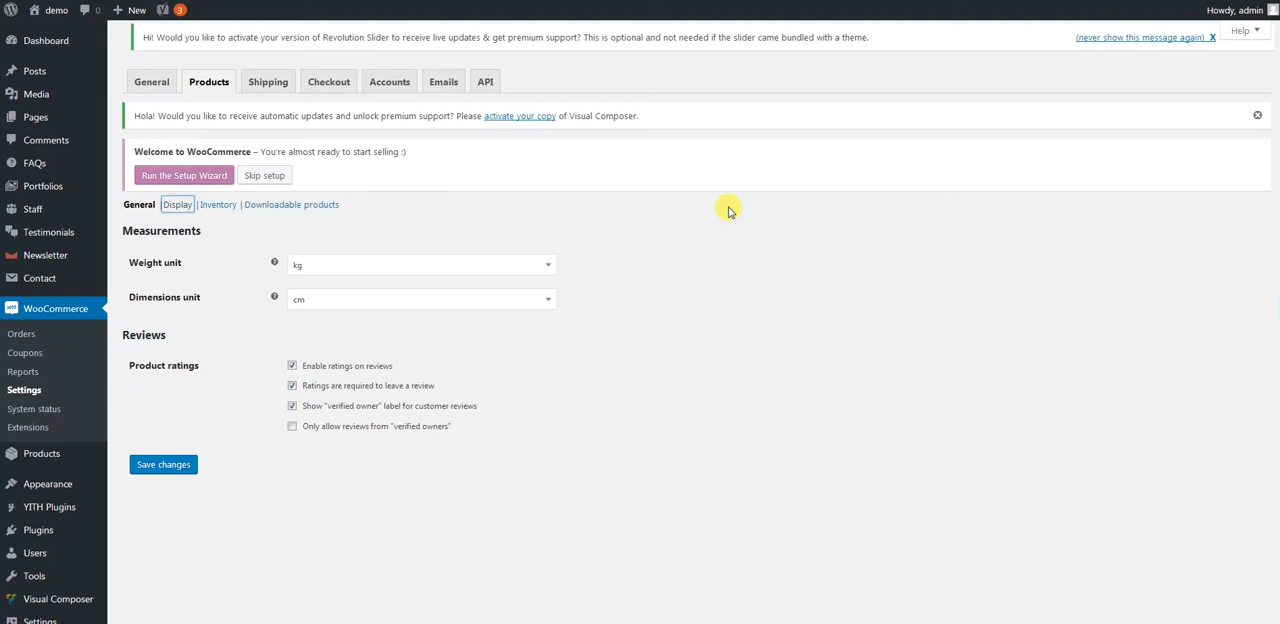 demo 0 + New 3 Howdy, admin
Hi! Would you like to activate your version of Revolution Slider to receive live updates & get premium support? This is optional and not needed if the slider came bundled with a theme. (never show this message again) X Help
General Products Shipping Checkout Accounts Emails API
Hola! Would you like to receive automatic updates and unlock premium support? Please activate your copy of Visual Composer.
Welcome to WooCommerce – You're almost ready to start selling :)
Run the Setup Wizard Skip setup
General | Display | Inventory | Downloadable products
Measurements
Weight unit kg
Dimensions unit cm
Reviews
Product ratings Enable ratings on reviews
Ratings are required to leave a review
Show "verified owner" label for customer reviews
Only allow reviews from "verified owners"
Save changes
Dashboard
Posts
Media
Pages
Comments
FAQs
Portfolios
Staff
Testimonials
Newsletter
Contact
WooCommerce
Orders
Coupons
Reports
Settings
System status
Extensions
Products
Appearance
YITH Plugins
Plugins
Users
Tools
Visual Composer
Settings